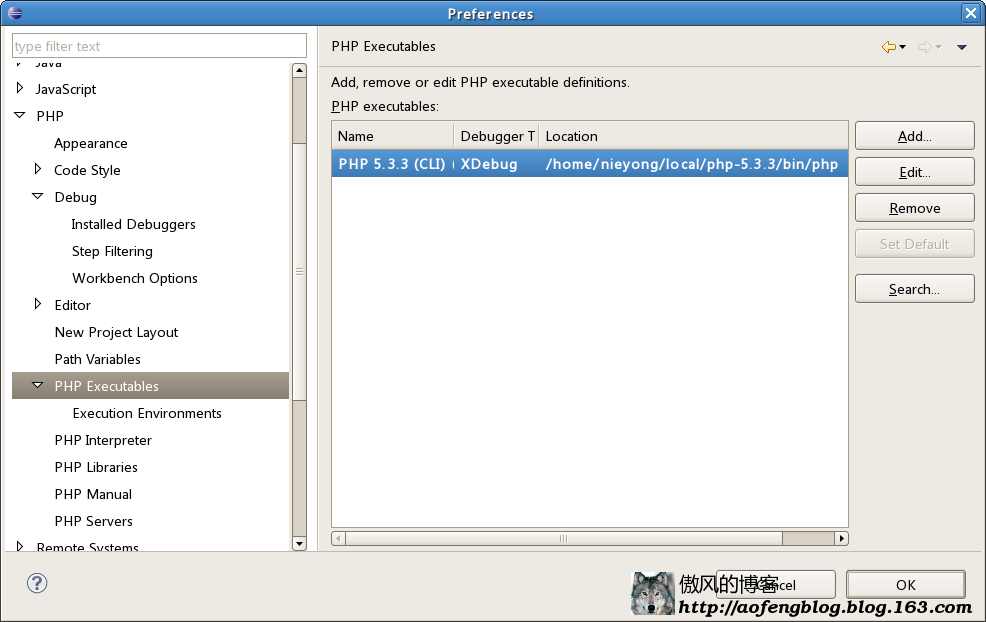 Preferences
type filter text
Java
JavaScript
PHP
Appearance
Code Style
Debug
Installed Debuggers
Step Filtering
Workbench Options
Editor
New Project Layout
Path Variables
PHP Executables
Execution Environments
PHP Interpreter
PHP Libraries
PHP Manual
PHP Servers
Remote Systems
PHP Executables
Add, remove or edit PHP executable definitions.
PHP executables:
Name Debugger T Location
PHP 5.3.3 (CLI) ( XDebug /home/nieyong/local/php-5.3.3/bin/php
Add...
Edit...
Remove
Set Default
Search...
?
Cancel
OK
傲风的博客
http://aofengblog.blog.163.com